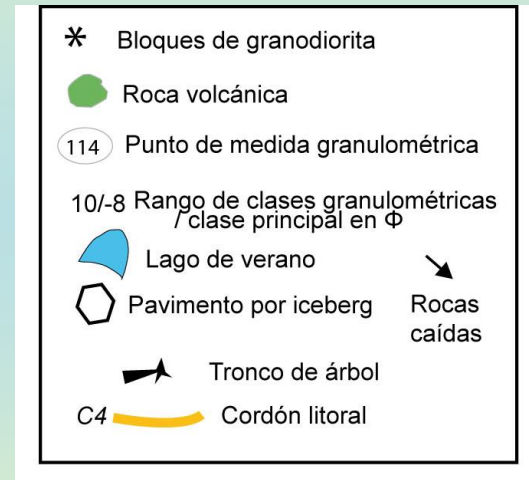 * Bloques de granodiorita
Roca volcánica
114 Punto de medida granulométrica
10/-8 Rango de clases granulométricas
/ clase principal en Φ
Lago de verano
Pavimento por iceberg
Rocas
caídas
Tronco de árbol
C4 Cordón litoral